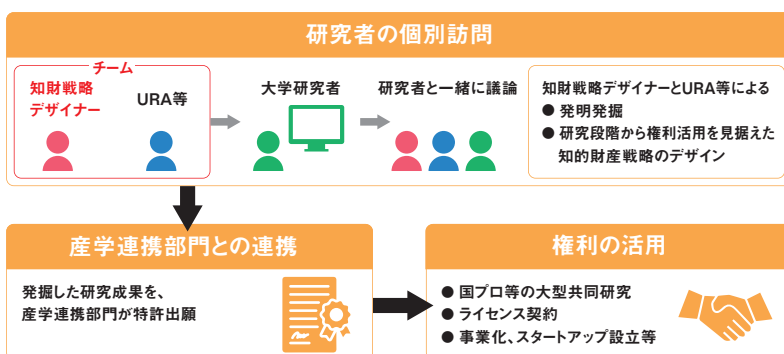 研究者の個別訪問
チーム
知財戦略
デザイナー
URA等
大学研究者
研究者と一緒に議論
知財戦略デザイナーとURA等による
● 発明発掘
● 研究段階から権利活用を見据えた
知的財産戦略のデザイン
産学連携部門との連携
発掘した研究成果を、
産学連携部門が特許出願
権利の活用
● 国プロ等の大型共同研究
● ライセンス契約
● 事業化、スタートアップ設立等